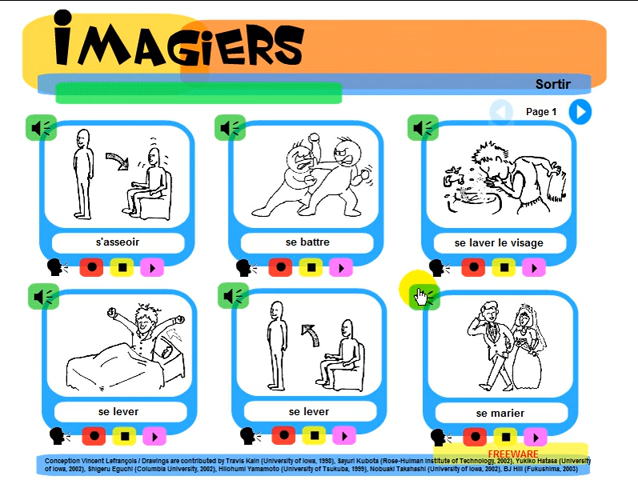 iMAGiERS
Sortir
Page 1
s'asseoir
se battre
se laver le visage
se lever
se lever
se marier
FREEWARE
Conception Vincent Lefrançois / Drawings are contributed by Travis Kain (University of Iowa, 1998), Sayuri Kubota (Rose-Hulman Institute of Technology, 2002), Yukiko Hatasa (University
of Iowa, 2002), Shigeru Eguchi (Columbia University, 2002), Hilofumi Yamamoto (University of Tsukuba, 1999), Nobuaki Takahashi (University of Iowa, 2002), BJ Hill (Fukushima, 2003)